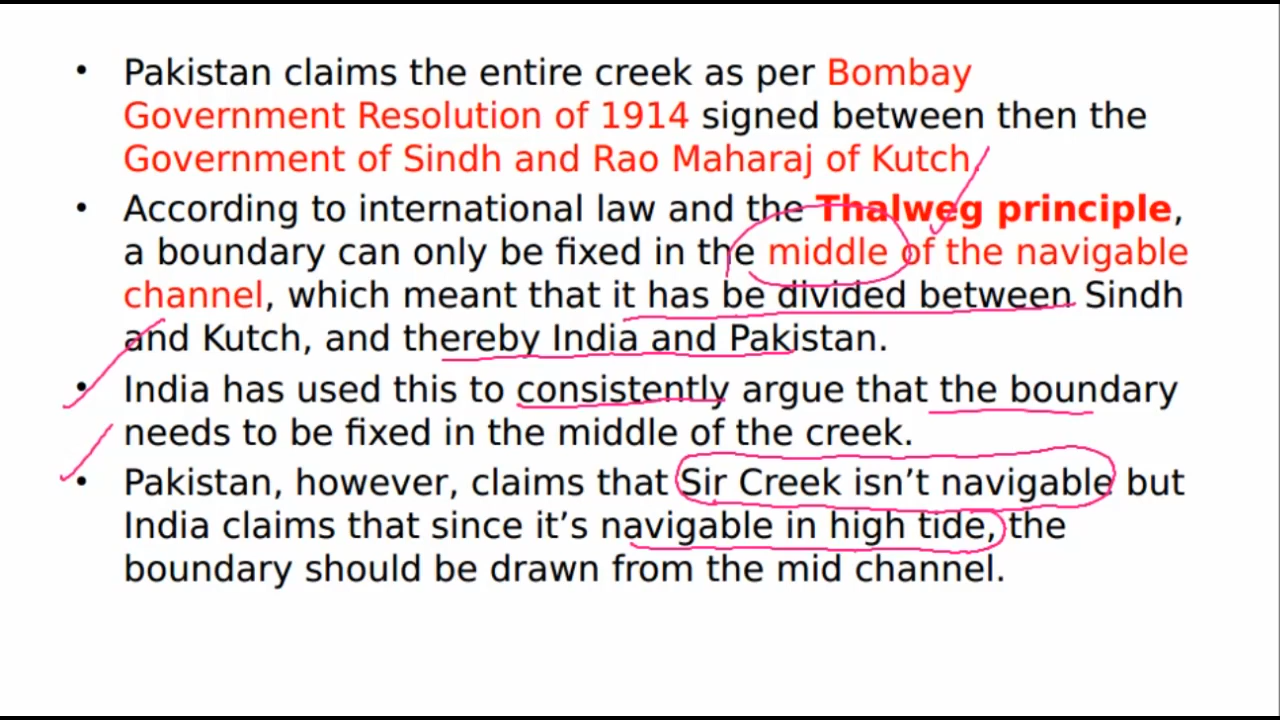 • Pakistan claims the entire creek as per Bombay
Government Resolution of 1914 signed between then the
Government of Sindh and Rao Maharaj of Kutch.
• According to international law and the Thalweg principle,
a boundary can only be fixed in the middle of the navigable
channel, which meant that it has be divided between Sindh
and Kutch, and thereby India and Pakistan.
• India has used this to consistently argue that the boundary
needs to be fixed in the middle of the creek.
• Pakistan, however, claims that Sir Creek isn’t navigable but
India claims that since it’s navigable in high tide, the
boundary should be drawn from the mid channel.